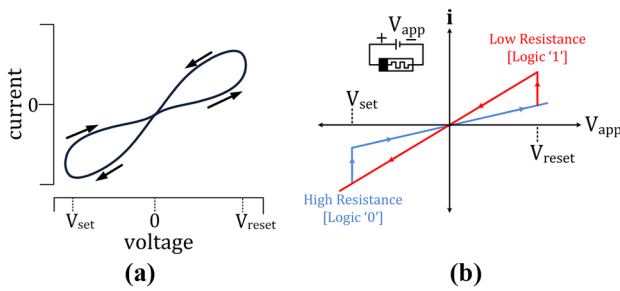 current
0
V_set
0
V_reset
voltage
(a)
V_app
+ −
i
Low Resistance
[Logic ‘1’]
V_set
V_app
V_reset
High Resistance
[Logic ‘0’]
(b)